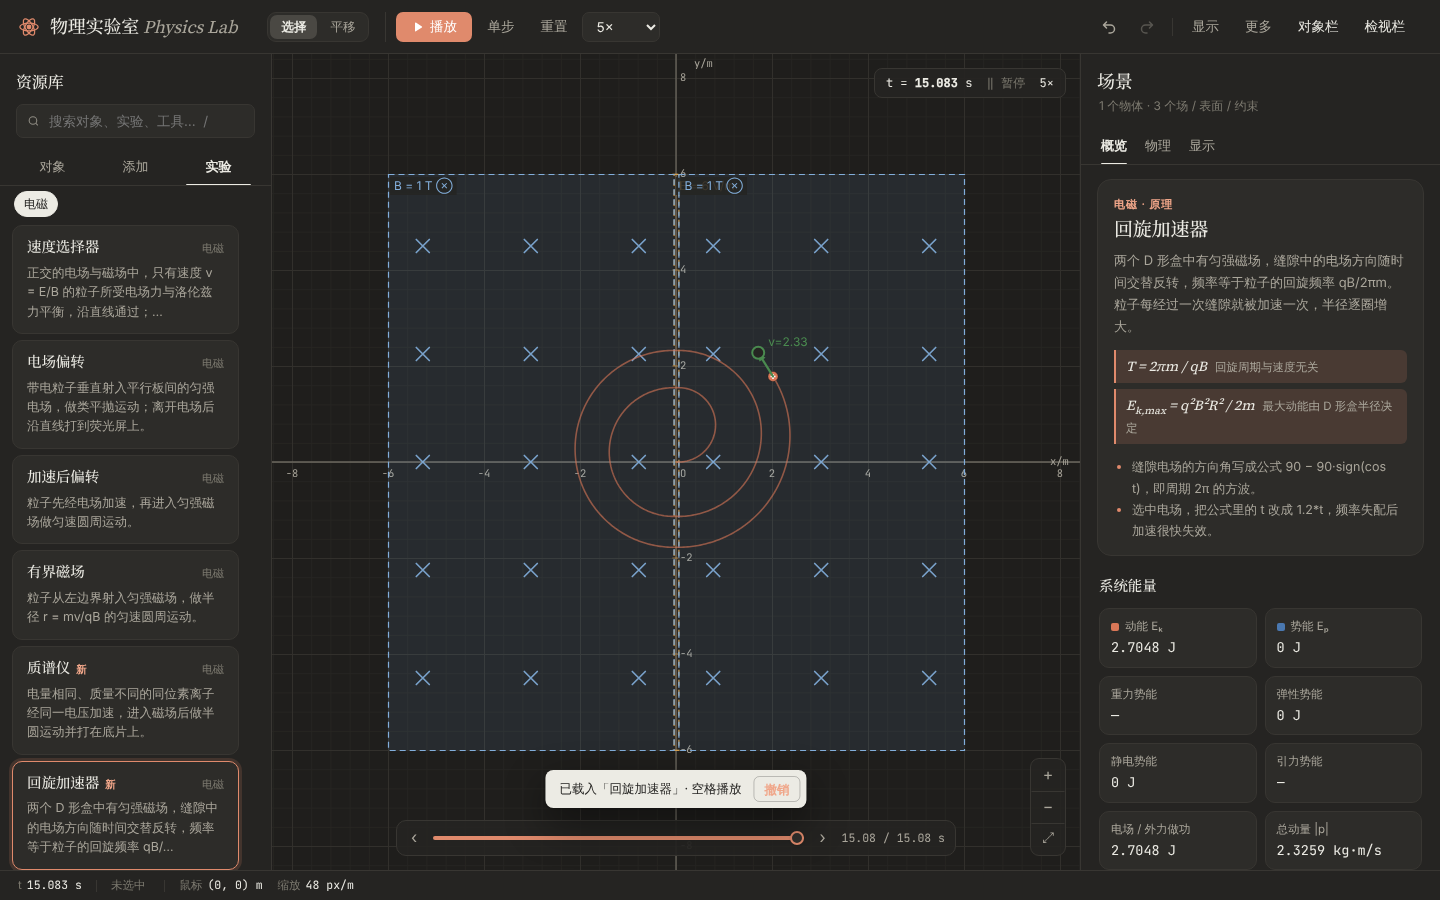 物理实验室 Physics Lab
选择 平移
播放 单步 重置 5×
显示 更多 对象栏 检视栏
资源库
搜索对象、实验、工具... /
对象 添加 实验
电磁
速度选择器 电磁
正交的电场与磁场中，只有速度 v
= E/B 的粒子所受电场力与洛伦兹
力平衡，沿直线通过；...
电场偏转 电磁
带电粒子垂直射入平行板间的匀强
电场，做类平抛运动；离开电场后
沿直线打到荧光屏上。
加速后偏转 电磁
粒子先经电场加速，再进入匀强磁
场做匀速圆周运动。
有界磁场 电磁
粒子从左边界射入匀强磁场，做半
径 r = mv/qB 的匀速圆周运动。
质谱仪 新 电磁
电量相同、质量不同的同位素离子
经同一电压加速，进入磁场后做半
圆运动并打在底片上。
回旋加速器 新 电磁
两个 D 形盒中有匀强磁场，缝隙中
的电场方向随时间交替反转，频率
等于粒子的回旋频率 qB/...
y/m
t = 15.083 s 暂停 5×
8
6
B = 1 T B = 1 T
4
v=2.33
2
x/m
-8 -6 -4 -2 0 2 4 6 8
-2
-4
-6
已载入「回旋加速器」· 空格播放 撤销
+
−
15.08 / 15.08 s
场景
1 个物体 · 3 个场 / 表面 / 约束
概览 物理 显示
电磁 · 原理
回旋加速器
两个 D 形盒中有匀强磁场，缝隙中的电场方向随时
间交替反转，频率等于粒子的回旋频率 qB/2πm。
粒子每经过一次缝隙就被加速一次，半径逐圈增
大。
T = 2πm / qB 回旋周期与速度无关
Eₖ,max = q²B²R² / 2m 最大动能由 D 形盒半径决
定
• 缝隙电场的方向角写成公式 90 − 90·sign(cos
t)，即周期 2π 的方波。
• 选中电场，把公式里的 t 改成 1.2*t，频率失配后
加速很快失效。
系统能量
动能 Eₖ 势能 Eₚ
2.7048 J 0 J
重力势能 弹性势能
— 0 J
静电势能 引力势能
0 J —
电场 / 外力做功 总动量 |p|
2.7048 J 2.3259 kg·m/s
t 15.083 s 未选中 鼠标 (0, 0) m 缩放 48 px/m